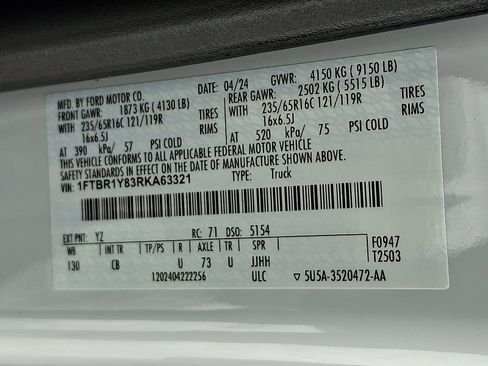 MFD. BY FORD MOTOR CO. DATE: 04/24 GVWR: 4150 KG ( 9150 LB)
FRONT GAWR: 1873 KG ( 4130 LB) REAR GAWR: 2502 KG ( 5515 LB)
WITH 235/65R16C 121/119R TIRES WITH 235/65R16C 121/119R TIRES
16x6.5J RIMS 16x6.5J RIMS
AT 390 kPa/ 57 PSI COLD AT 520 kPa/ 75 PSI COLD
THIS VEHICLE CONFORMS TO ALL APPLICABLE FEDERAL MOTOR VEHICLE
SAFETY STANDARDS IN EFFECT ON THE DATE OF MANUFACTURE SHOWN ABOVE.
VIN: 1FTBR1Y83RKA63321 TYPE: Truck
EXT PNT: YZ RC: 71 DSO: 5154
WB INT TR TP/PS R AXLE TR SPR F0947
130 CB U 73 U JJHH T2503
1202404222256 ULC ▽ 5U5A-3520472-AA